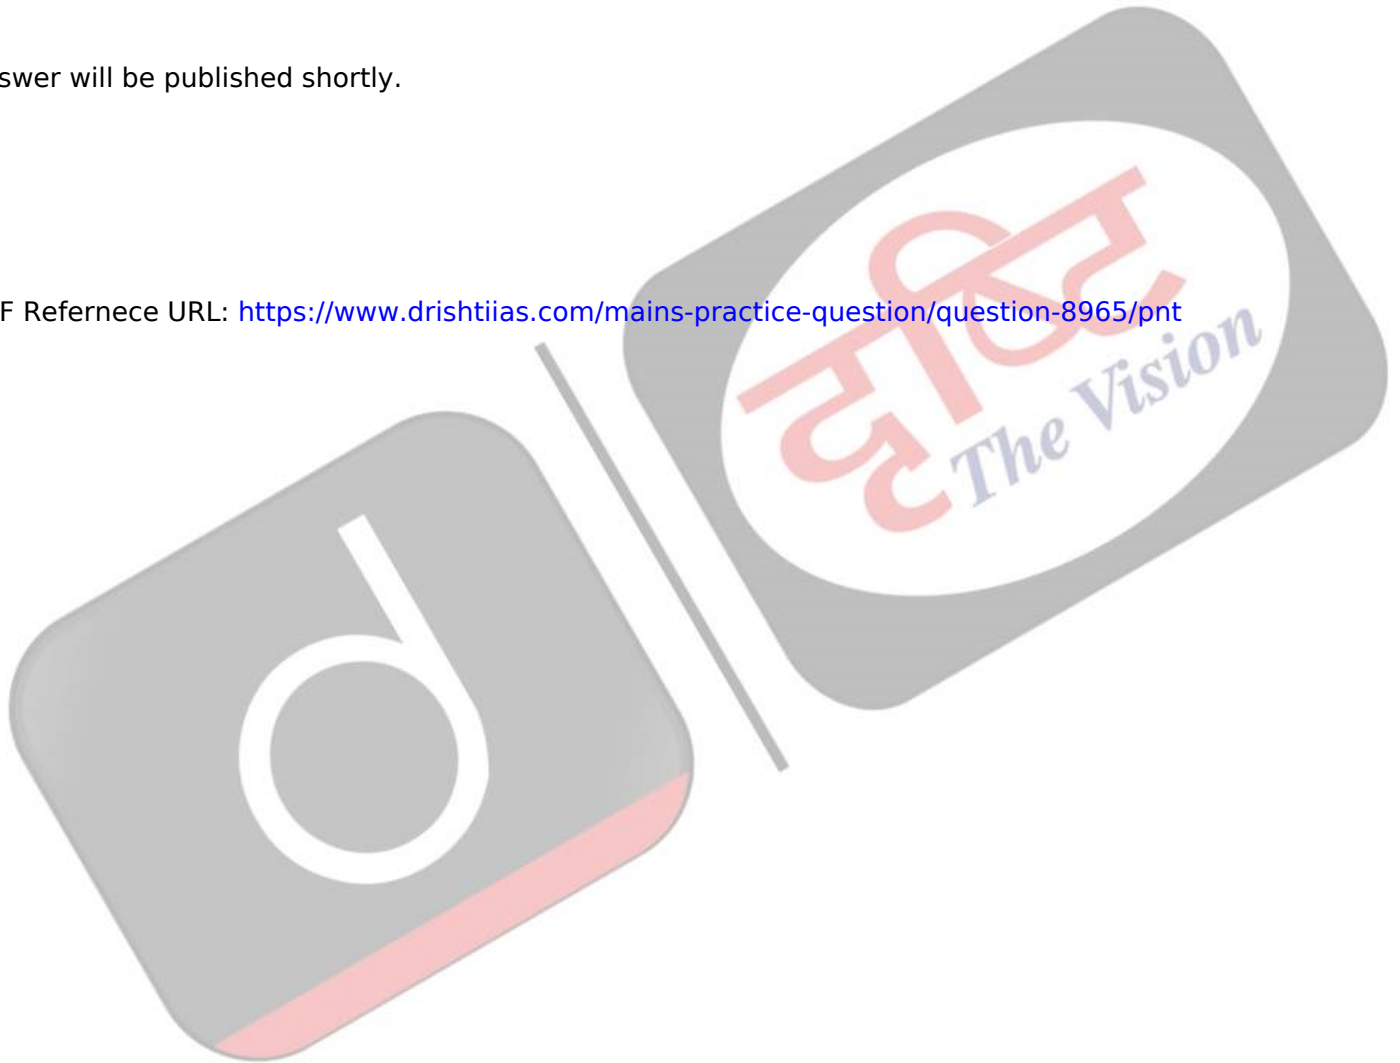 swer will be published shortly.
F Refernece URL: https://www.drishtiias.com/mains-practice-question/question-8965/pnt
दृष्टि
The Vision
d